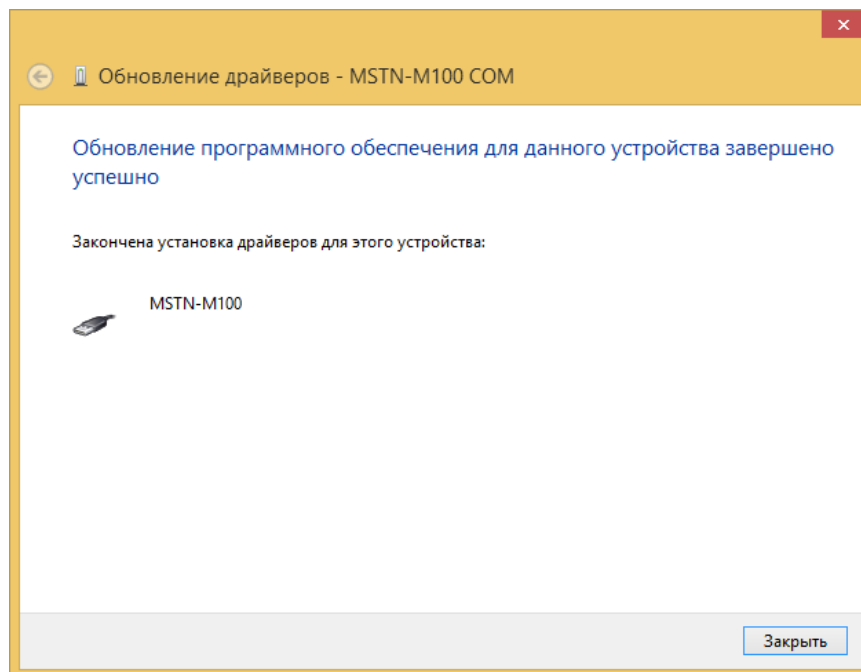 Обновление драйверов - MSTN-M100 COM
Обновление программного обеспечения для данного устройства завершено
успешно
Закончена установка драйверов для этого устройства:
MSTN-M100
Закрыть